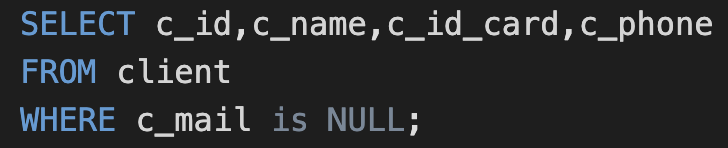 SELECT c_id,c_name,c_id_card,c_phone
FROM client
WHERE c_mail is NULL;